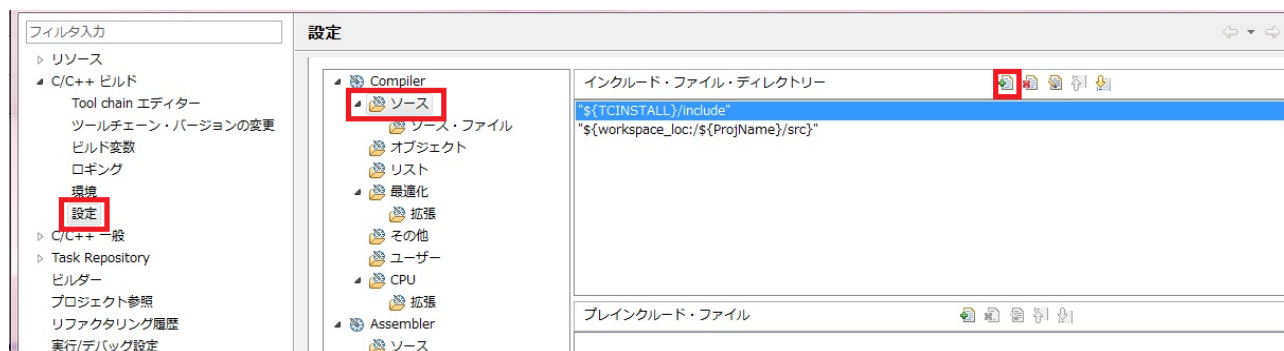 フィルタ入力
リソース
C/C++ ビルド
Tool chain エディター
ツールチェーン・バージョンの変更
ビルド変数
ロギング
環境
設定
C/C++ 一般
Task Repository
ビルダー
プロジェクト参照
リファクタリング履歴
実行/デバッグ設定
設定
Compiler
ソース
ソース・ファイル
オブジェクト
リスト
最適化
拡張
その他
ユーザー
CPU
拡張
Assembler
ソース
インクルード・ファイル・ディレクトリー
"${TCINSTALL}/include"
"${workspace_loc:/${ProjName}/src}"
プレインクルード・ファイル